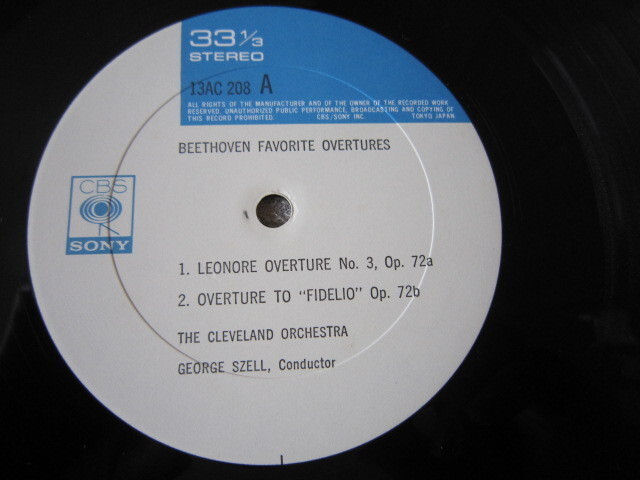 33 1/3
STEREO
13AC 208 A
ALL RIGHTS OF THE MANUFACTURER AND OF THE OWNER OF THE RECORDED WORK
RESERVED. UNAUTHORIZED PUBLIC PERFORMANCE, BROADCASTING AND COPYING OF
THIS RECORD PROHIBITED. CBS/SONY INC. TOKYO JAPAN
BEETHOVEN FAVORITE OVERTURES
CBS
SONY
1. LEONORE OVERTURE No. 3, Op. 72a
2. OVERTURE TO "FIDELIO" Op. 72b
THE CLEVELAND ORCHESTRA
GEORGE SZELL, Conductor